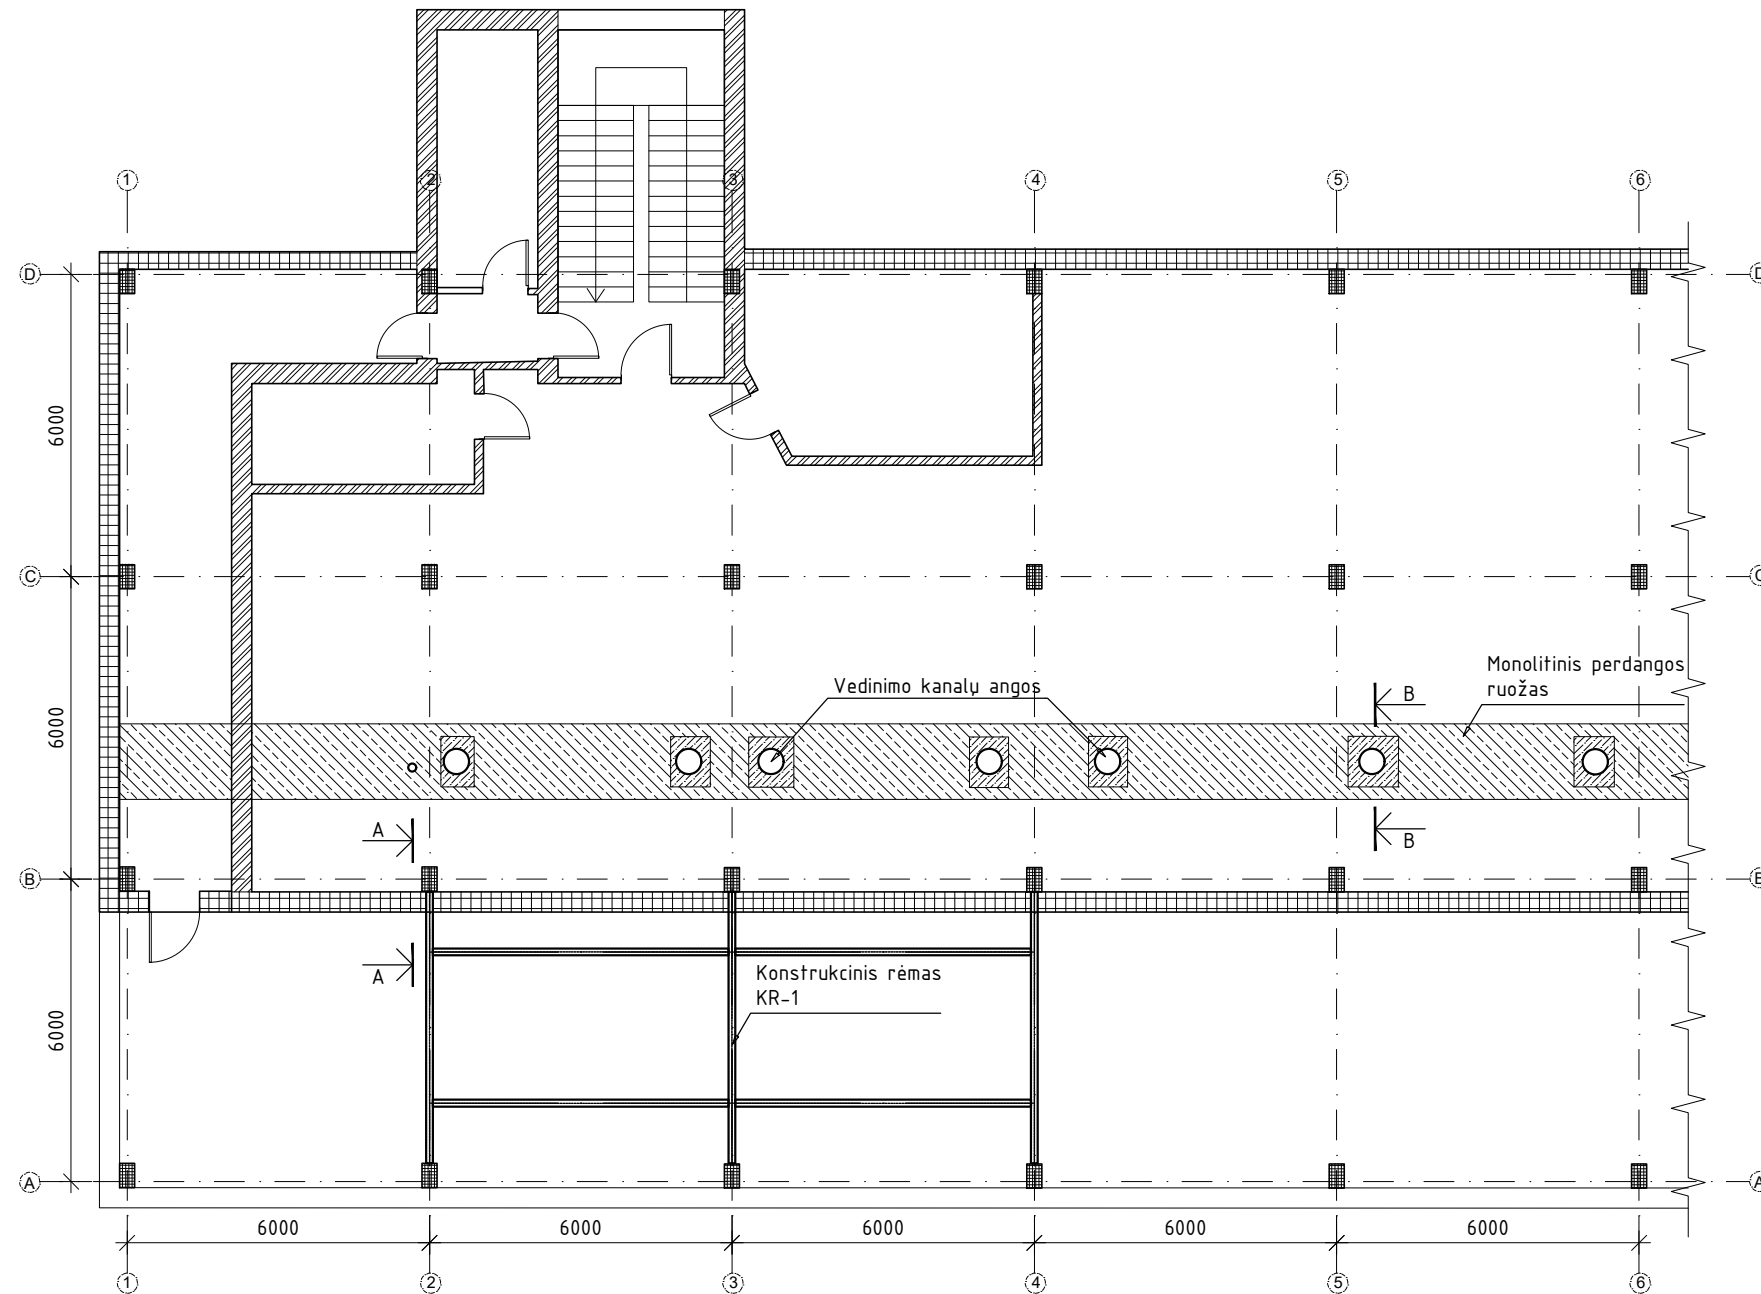 1 2 3 4 5 6
D D
6000
C C
Monolitinis perdangos
ruožas
Vedinimo kanalų angos
B
6000
B
A
B B
A
Konstrukcinis rėmas
KR-1
6000
A A
6000 6000 6000 6000 6000
1 2 3 4 5 6